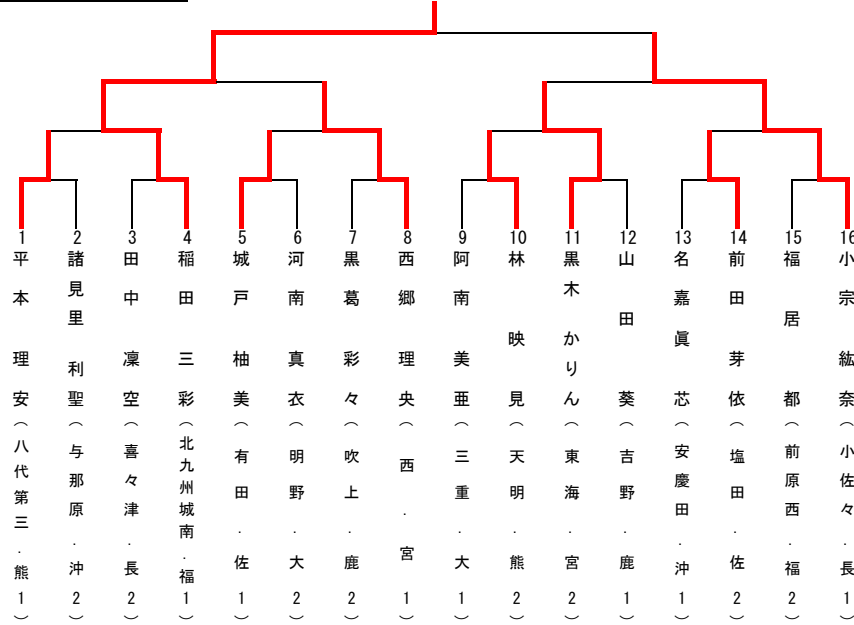 1 平本 理安（八代第三．熊1）
2 諸見里 利聖（与那原．沖2）
3 田中 凜空（喜々津．長2）
4 稲田 三彩（北九州城南．福1）
5 城戸 柚美（有田．佐1）
6 河南 真衣（明野．大2）
7 黒葛 彩々（吹上．鹿2）
8 西郷 理央（西．宮1）
9 阿南 美亜（三重．大1）
10 林 映見（天明．熊2）
11 黒木 かりん（東海．宮2）
12 山田 葵（吉野．鹿1）
13 名嘉眞 芯（安慶田．沖1）
14 前田 芽依（塩田．佐2）
15 福居 都（前原西．福2）
16 小宗 紘奈（小佐々．長1）